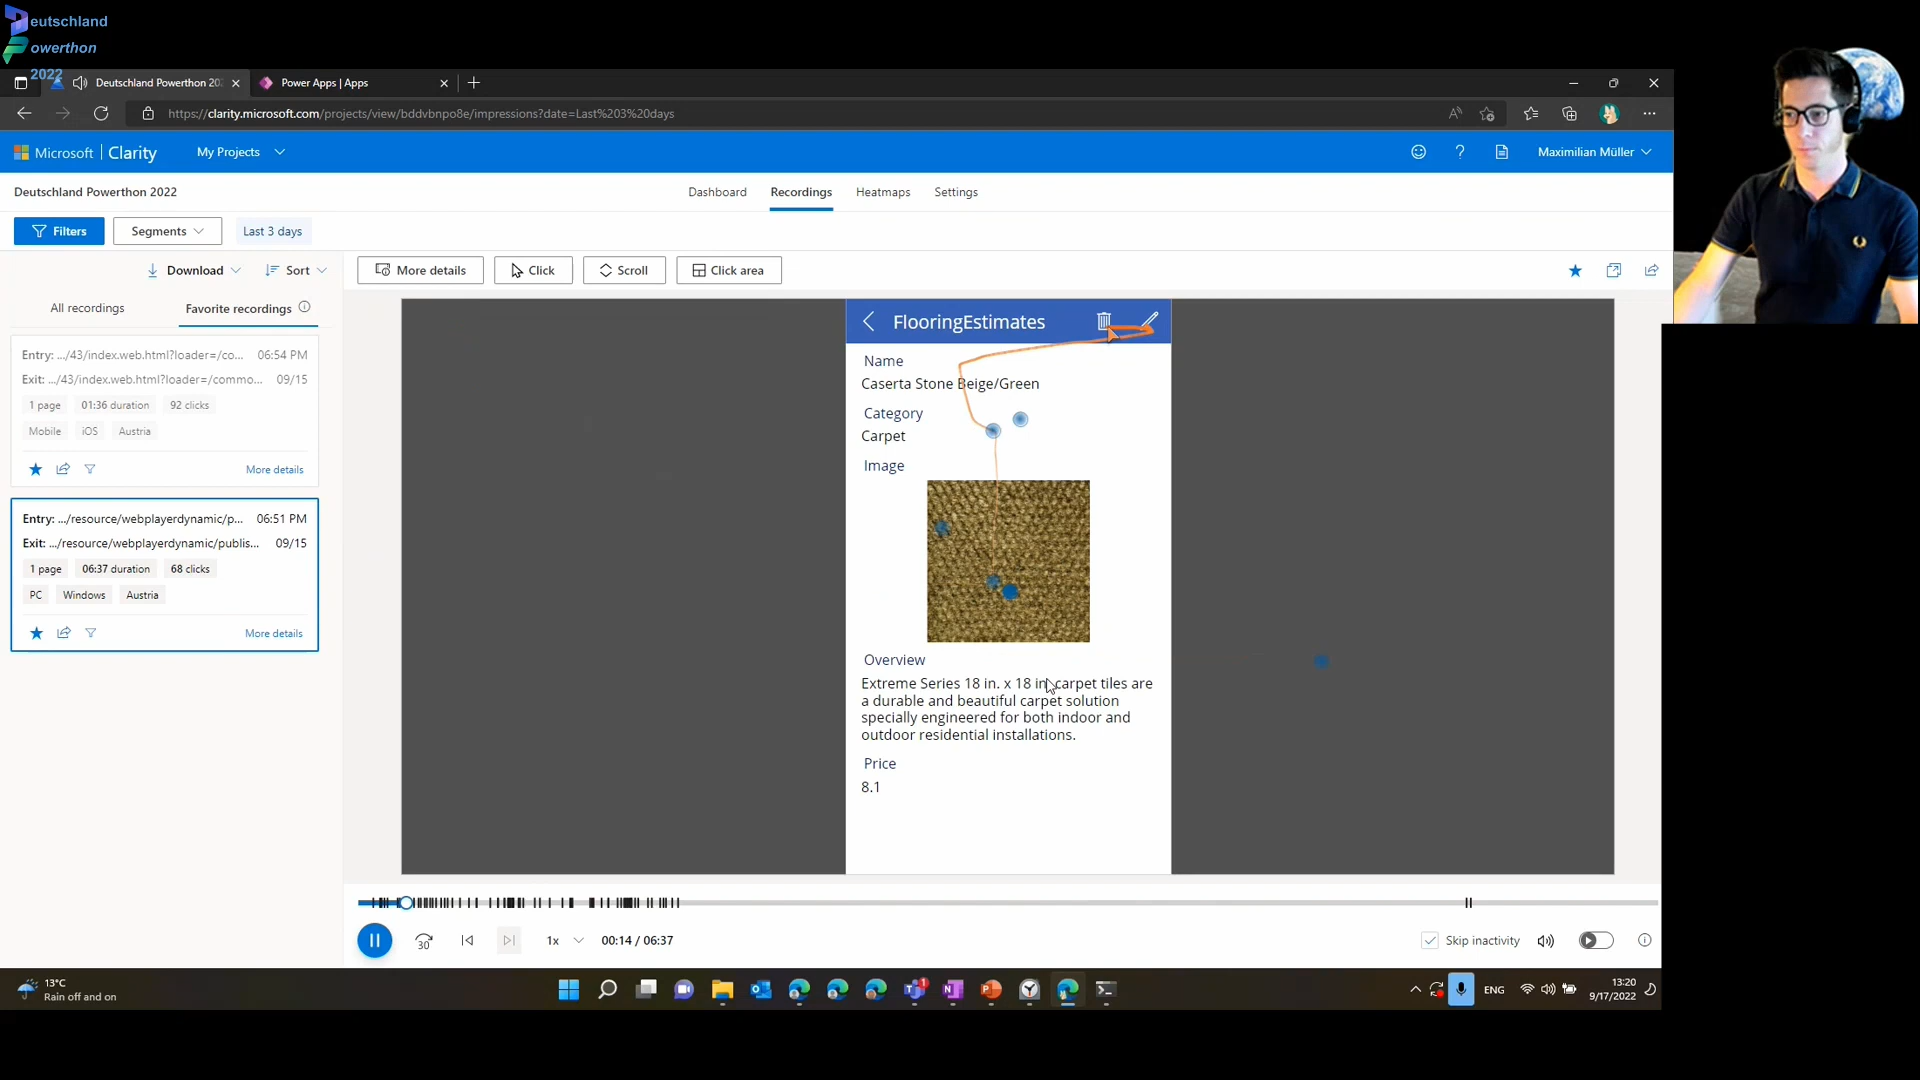 Deutschland
Powerthon
2022
Deutschland Powerthon 20
Power Apps | Apps
https://clarity.microsoft.com/projects/view/bddvbnpo8e/impressions?date=Last%203%20days
Microsoft | Clarity
My Projects
Maximilian Müller
Deutschland Powerthon 2022
Dashboard
Recordings
Heatmaps
Settings
Filters
Segments
Last 3 days
Download
Sort
More details
Click
Scroll
Click area
All recordings
Favorite recordings
Entry: .../43/index.web.html?loader=/co... 06:54 PM
Exit: .../43/index.web.html?loader=/commo... 09/15
1 page 01:36 duration 92 clicks
Mobile iOS Austria
More details
Entry: .../resource/webplayerdynamic/p... 06:51 PM
Exit: .../resource/webplayerdynamic/publis... 09/15
1 page 06:37 duration 68 clicks
PC Windows Austria
More details
FlooringEstimates
Name
Caserta Stone Beige/Green
Category
Carpet
Image
Overview
Extreme Series 18 in. x 18 in. carpet tiles are
a durable and beautiful carpet solution
specially engineered for both indoor and
outdoor residential installations.
Price
8.1
30
1x
00:14 / 06:37
Skip inactivity
13°C
Rain off and on
ENG
13:20
9/17/2022